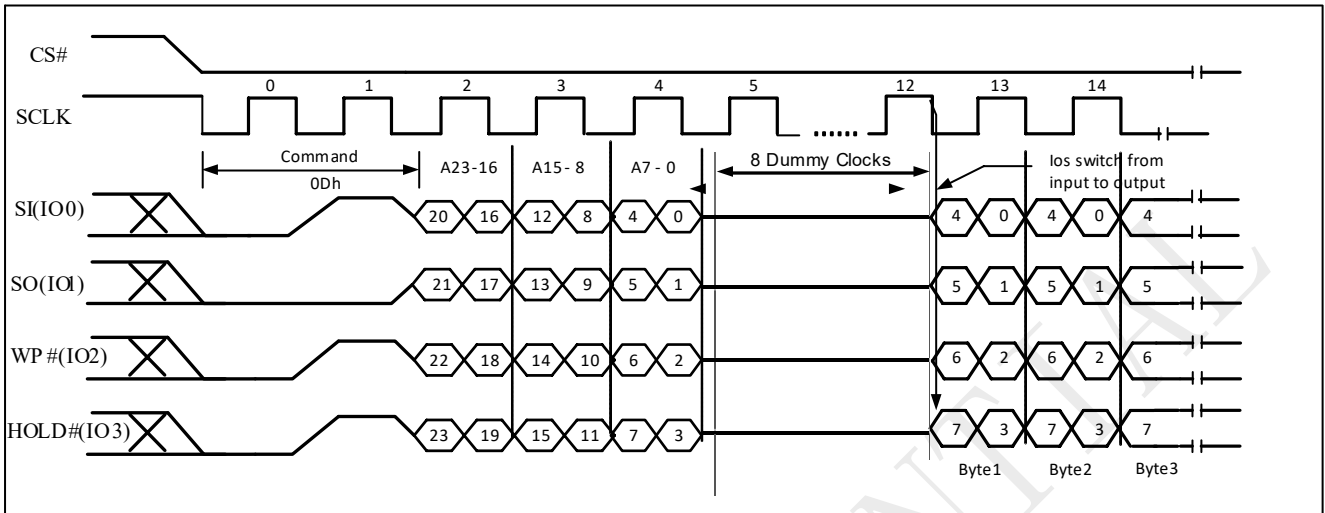 CS#
0 1 2 3 4 5 12 13 14
SCLK
Command
0Dh
A23-16 A15-8 A7-0
8 Dummy Clocks
Ios switch from
input to output
SI(IO0) 20 16 12 8 4 0 4 0 4 0 4
SO(IO1) 21 17 13 9 5 1 5 1 5 1 5
WP#(IO2) 22 18 14 10 6 2 6 2 6 2 6
HOLD#(IO3) 23 19 15 11 7 3 7 3 7 3 7
Byte1 Byte2 Byte3
NTIAL